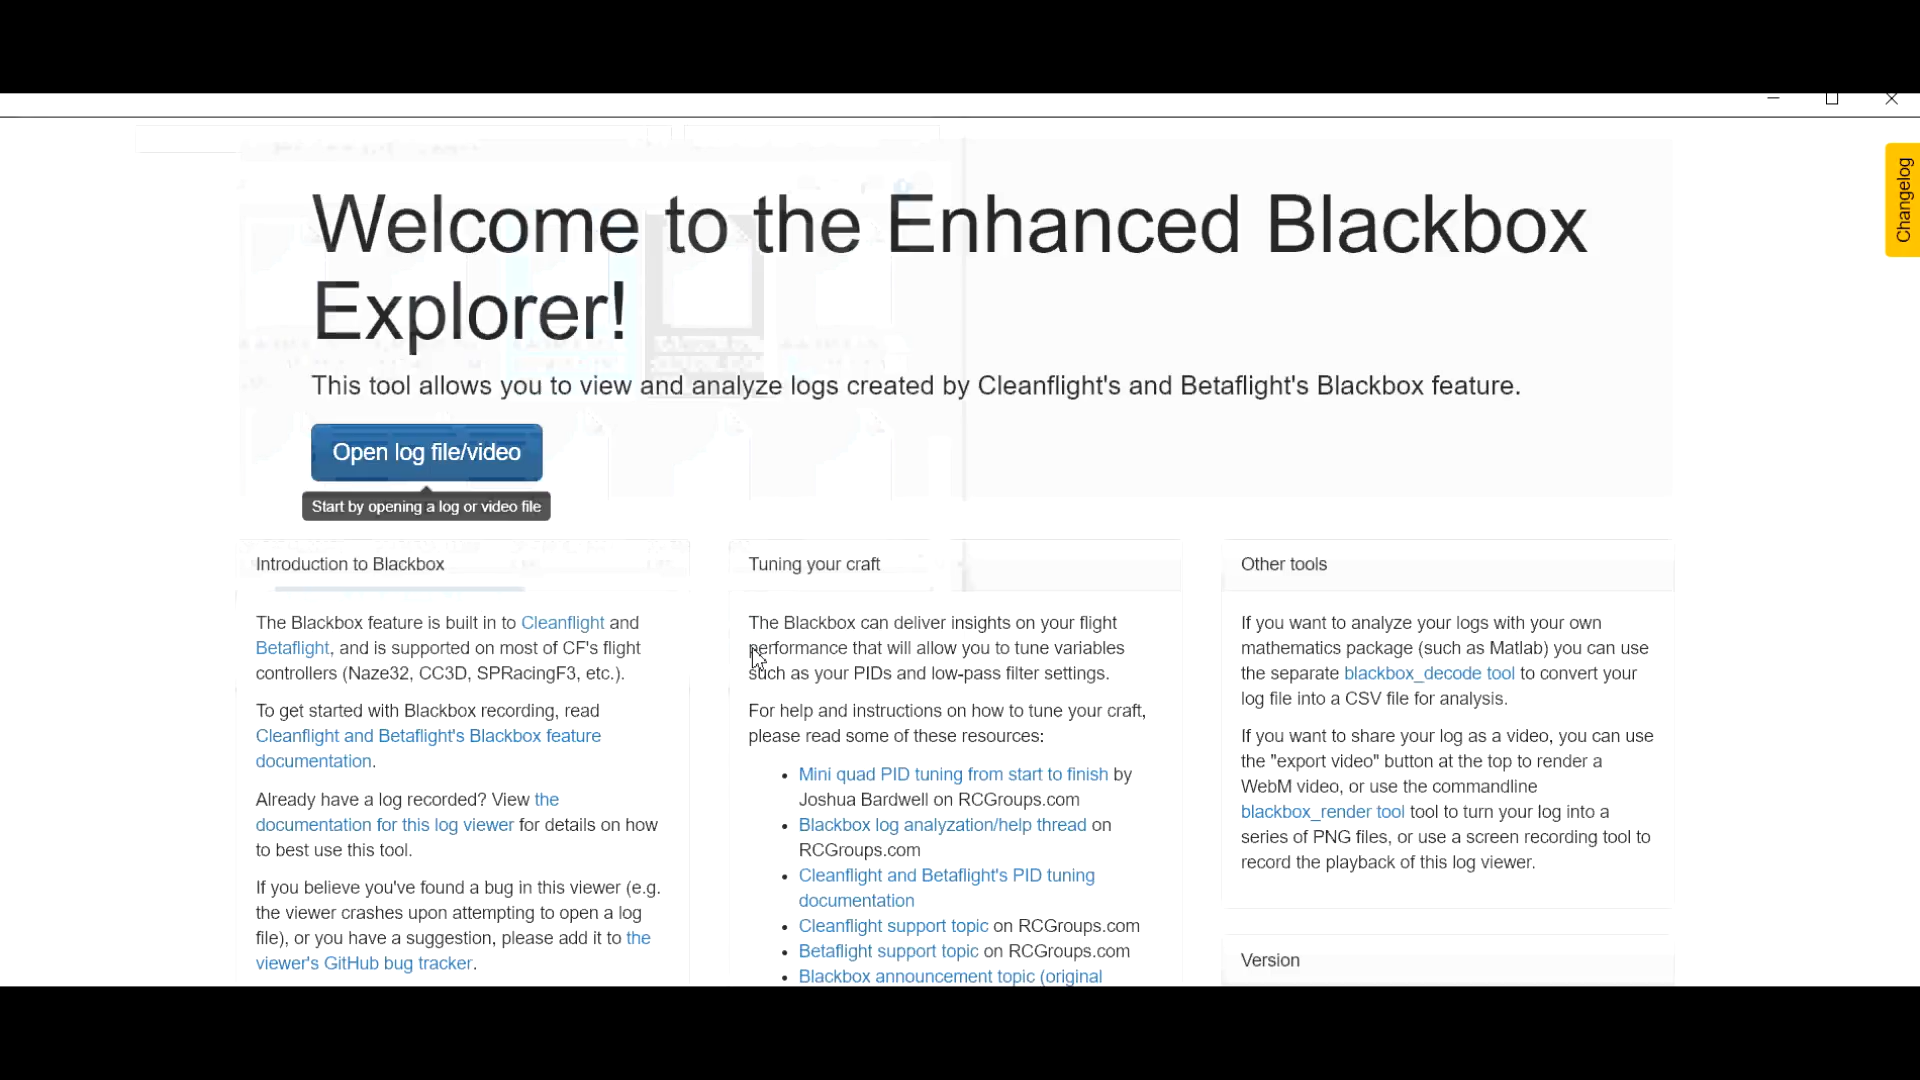 Changelog
Welcome to the Enhanced Blackbox
Explorer!
This tool allows you to view and analyze logs created by Cleanflight's and Betaflight's Blackbox feature.
Open log file/video
Start by opening a log or video file
Introduction to Blackbox
The Blackbox feature is built in to Cleanflight and
Betaflight, and is supported on most of CF's flight
controllers (Naze32, CC3D, SPRacingF3, etc.).
To get started with Blackbox recording, read
Cleanflight and Betaflight's Blackbox feature
documentation.
Already have a log recorded? View the
documentation for this log viewer for details on how
to best use this tool.
If you believe you've found a bug in this viewer (e.g.
the viewer crashes upon attempting to open a log
file), or you have a suggestion, please add it to the
viewer's GitHub bug tracker.
Tuning your craft
The Blackbox can deliver insights on your flight
performance that will allow you to tune variables
such as your PIDs and low-pass filter settings.
For help and instructions on how to tune your craft,
please read some of these resources:
• Mini quad PID tuning from start to finish by
Joshua Bardwell on RCGroups.com
• Blackbox log analyzation/help thread on
RCGroups.com
• Cleanflight and Betaflight's PID tuning
documentation
• Cleanflight support topic on RCGroups.com
• Betaflight support topic on RCGroups.com
• Blackbox announcement topic (original
Other tools
If you want to analyze your logs with your own
mathematics package (such as Matlab) you can use
the separate blackbox_decode tool to convert your
log file into a CSV file for analysis.
If you want to share your log as a video, you can use
the "export video" button at the top to render a
WebM video, or use the commandline
blackbox_render tool tool to turn your log into a
series of PNG files, or use a screen recording tool to
record the playback of this log viewer.
Version